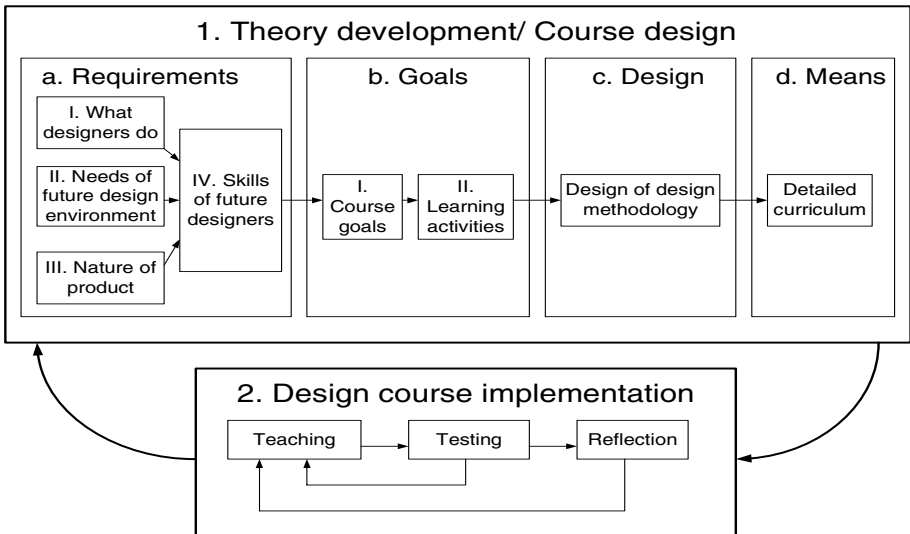 1. Theory development/ Course design
a. Requirements
I. What
designers do
II. Needs of
future design
environment
III. Nature of
product
IV. Skills
of future
designers
b. Goals
I.
Course
goals
II.
Learning
activities
c. Design
Design of design
methodology
d. Means
Detailed
curriculum
2. Design course implementation
Teaching
Testing
Reflection